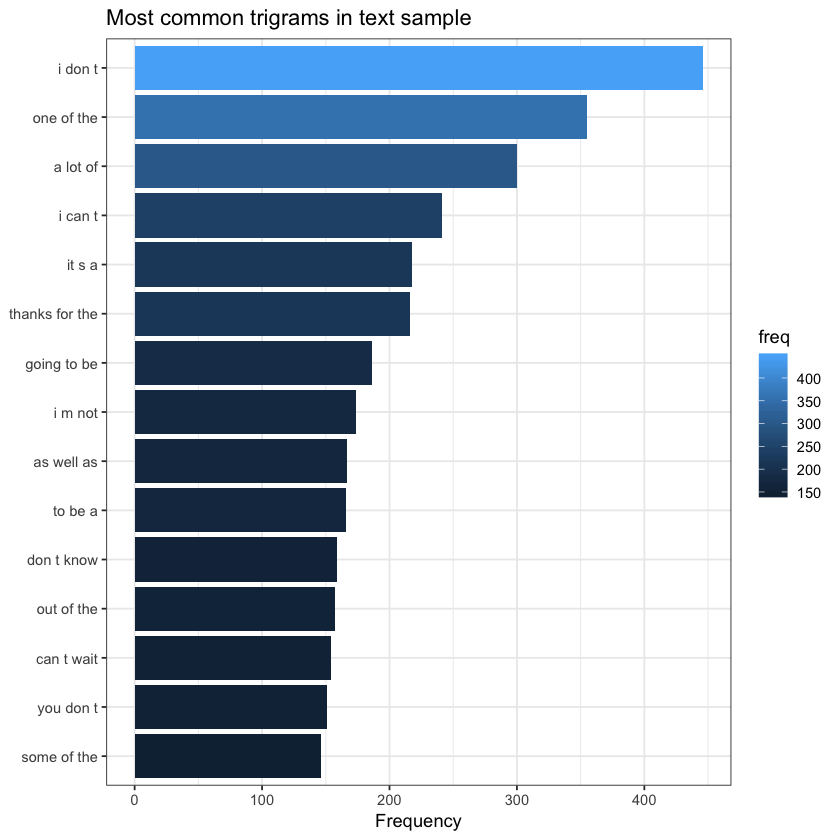 Most common trigrams in text sample
i don t
one of the
a lot of
i can t
it s a
thanks for the
going to be
i m not
as well as
to be a
don t know
out of the
can t wait
you don t
some of the
0 100 200 300 400
Frequency
freq
400
350
300
250
200
150